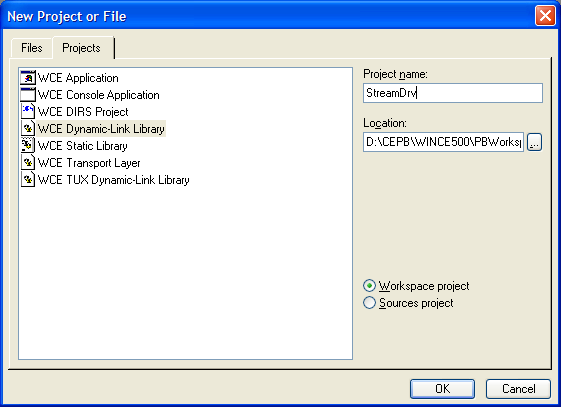 New Project or File
Files Projects
WCE Application
WCE Console Application
WCE DIRS Project
WCE Dynamic-Link Library
WCE Static Library
WCE Transport Layer
WCE TUX Dynamic-Link Library
Project name:
StreamDrv
Location:
D:\CEPB\WINCE500\PBWorksp
...
Workspace project
Sources project
OK Cancel